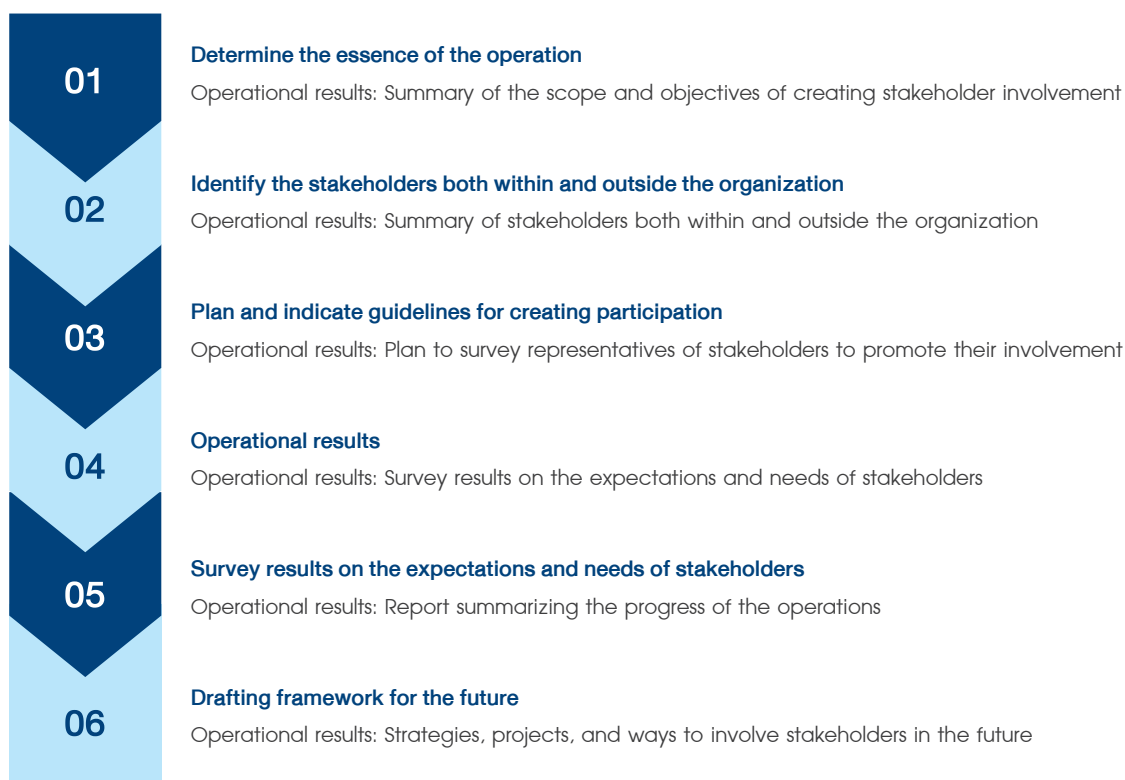 01
Determine the essence of the operation
Operational results: Summary of the scope and objectives of creating stakeholder involvement
02
Identify the stakeholders both within and outside the organization
Operational results: Summary of stakeholders both within and outside the organization
03
Plan and indicate guidelines for creating participation
Operational results: Plan to survey representatives of stakeholders to promote their involvement
04
Operational results
Operational results: Survey results on the expectations and needs of stakeholders
05
Survey results on the expectations and needs of stakeholders
Operational results: Report summarizing the progress of the operations
06
Drafting framework for the future
Operational results: Strategies, projects, and ways to involve stakeholders in the future